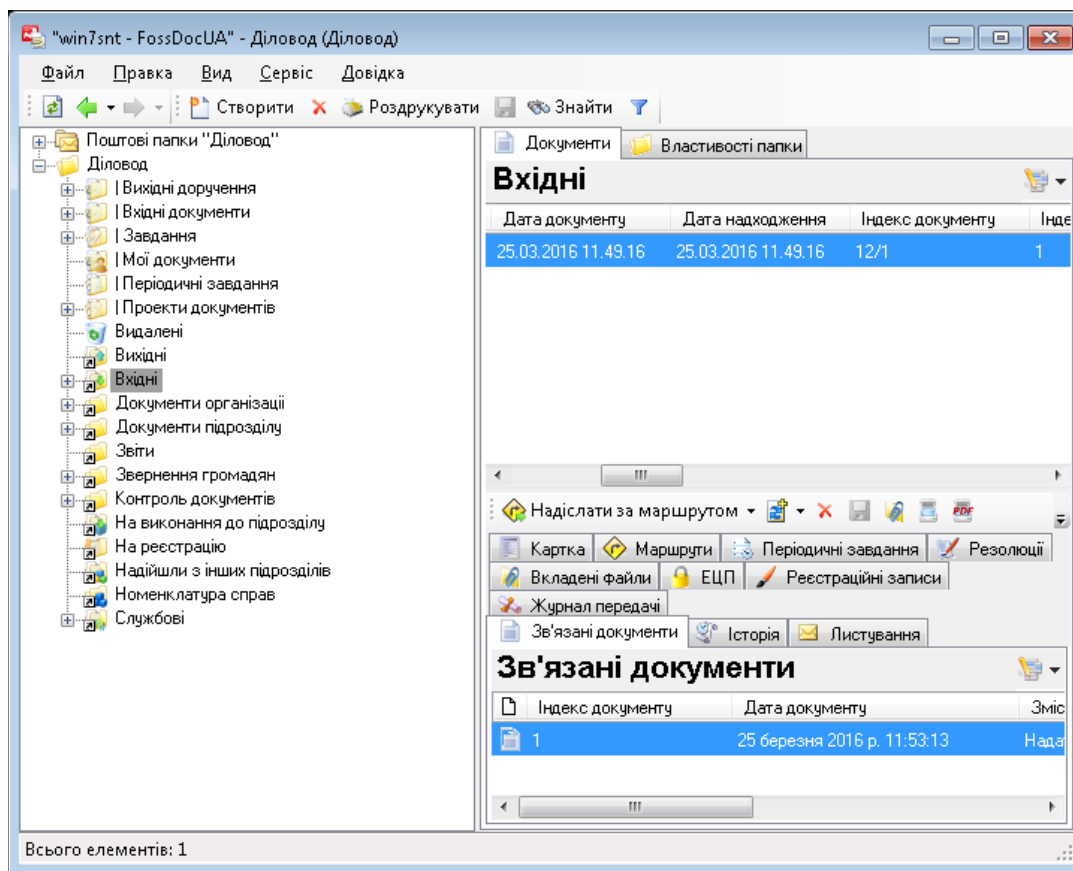 "win7snt - FossDocUA" - Діловод (Діловод)
Файл Правка Вид Сервіс Довідка
Створити Роздрукувати Знайти
Поштові папки "Діловод"
Діловод
| Вихідні доручення
| Вхідні документи
| Завдання
| Мої документи
| Періодичні завдання
| Проекти документів
Видалені
Вихідні
Вхідні
Документи організації
Документи підрозділу
Звіти
Звернення громадян
Контроль документів
На виконання до підрозділу
На реєстрацію
Надійшли з інших підрозділів
Номенклатура справ
Службові
Документи Властивості папки
Вхідні
Дата документу Дата надходження Індекс документу Інде
25.03.2016 11.49.16 25.03.2016 11.49.16 12/1 1
Надіслати за маршрутом PDF
Картка Маршрути Періодичні завдання Резолюції
Вкладені файли ЕЦП Реєстраційні записи
Журнал передачі
Зв'язані документи Історія Листування
Зв'язані документи
Індекс документу Дата документу Зміс
1 25 березня 2016 р. 11:53:13 Нада
Всього елементів: 1